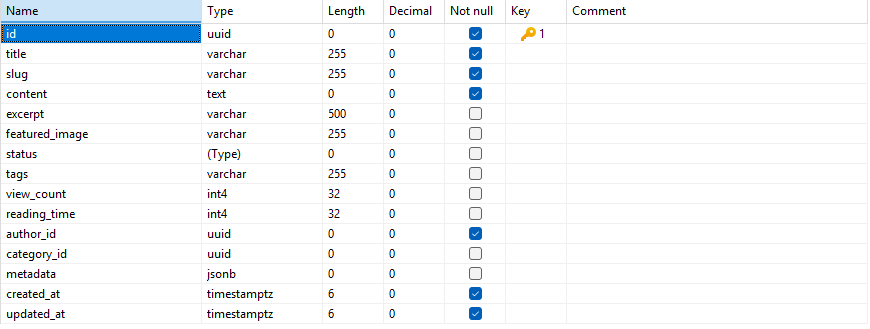 Name Type Length Decimal Not null Key Comment
id uuid 0 0 1
title varchar 255 0
slug varchar 255 0
content text 0 0
excerpt varchar 500 0
featured_image varchar 255 0
status (Type) 0 0
tags varchar 255 0
view_count int4 32 0
reading_time int4 32 0
author_id uuid 0 0
category_id uuid 0 0
metadata jsonb 0 0
created_at timestamptz 6 0
updated_at timestamptz 6 0